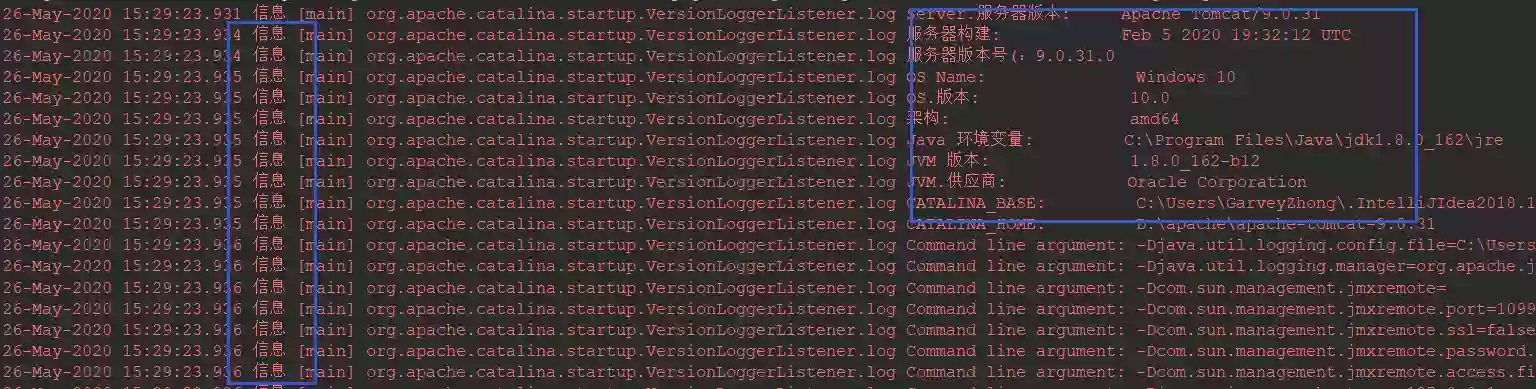 26-May-2020 15:29:23.931 信息 [main] org.apache.catalina.startup.VersionLoggerListener.log Server.服务器版本: Apache Tomcat/9.0.31
26-May-2020 15:29:23.934 信息 [main] org.apache.catalina.startup.VersionLoggerListener.log 服务器构建: Feb 5 2020 19:32:12 UTC
26-May-2020 15:29:23.934 信息 [main] org.apache.catalina.startup.VersionLoggerListener.log 服务器版本号(: 9.0.31.0
26-May-2020 15:29:23.935 信息 [main] org.apache.catalina.startup.VersionLoggerListener.log OS Name: Windows 10
26-May-2020 15:29:23.935 信息 [main] org.apache.catalina.startup.VersionLoggerListener.log OS.版本: 10.0
26-May-2020 15:29:23.935 信息 [main] org.apache.catalina.startup.VersionLoggerListener.log 架构: amd64
26-May-2020 15:29:23.935 信息 [main] org.apache.catalina.startup.VersionLoggerListener.log Java 环境变量: C:\Program Files\Java\jdk1.8.0_162\jre
26-May-2020 15:29:23.935 信息 [main] org.apache.catalina.startup.VersionLoggerListener.log JVM 版本: 1.8.0_162-b12
26-May-2020 15:29:23.935 信息 [main] org.apache.catalina.startup.VersionLoggerListener.log JVM.供应商: Oracle Corporation
26-May-2020 15:29:23.935 信息 [main] org.apache.catalina.startup.VersionLoggerListener.log CATALINA_BASE: C:\Users\GarveyZhong\.IntelliJIdea2018.1
26-May-2020 15:29:23.935 信息 [main] org.apache.catalina.startup.VersionLoggerListener.log CATALINA_HOME: D:\apache\apache-tomcat-9.0.31
26-May-2020 15:29:23.936 信息 [main] org.apache.catalina.startup.VersionLoggerListener.log Command line argument: -Djava.util.logging.config.file=C:\Users
26-May-2020 15:29:23.936 信息 [main] org.apache.catalina.startup.VersionLoggerListener.log Command line argument: -Djava.util.logging.manager=org.apache.j
26-May-2020 15:29:23.936 信息 [main] org.apache.catalina.startup.VersionLoggerListener.log Command line argument: -Dcom.sun.management.jmxremote=
26-May-2020 15:29:23.936 信息 [main] org.apache.catalina.startup.VersionLoggerListener.log Command line argument: -Dcom.sun.management.jmxremote.port=1099
26-May-2020 15:29:23.936 信息 [main] org.apache.catalina.startup.VersionLoggerListener.log Command line argument: -Dcom.sun.management.jmxremote.ssl=false
26-May-2020 15:29:23.936 信息 [main] org.apache.catalina.startup.VersionLoggerListener.log Command line argument: -Dcom.sun.management.jmxremote.password.
26-May-2020 15:29:23.936 信息 [main] org.apache.catalina.startup.VersionLoggerListener.log Command line argument: -Dcom.sun.management.jmxremote.access.fi